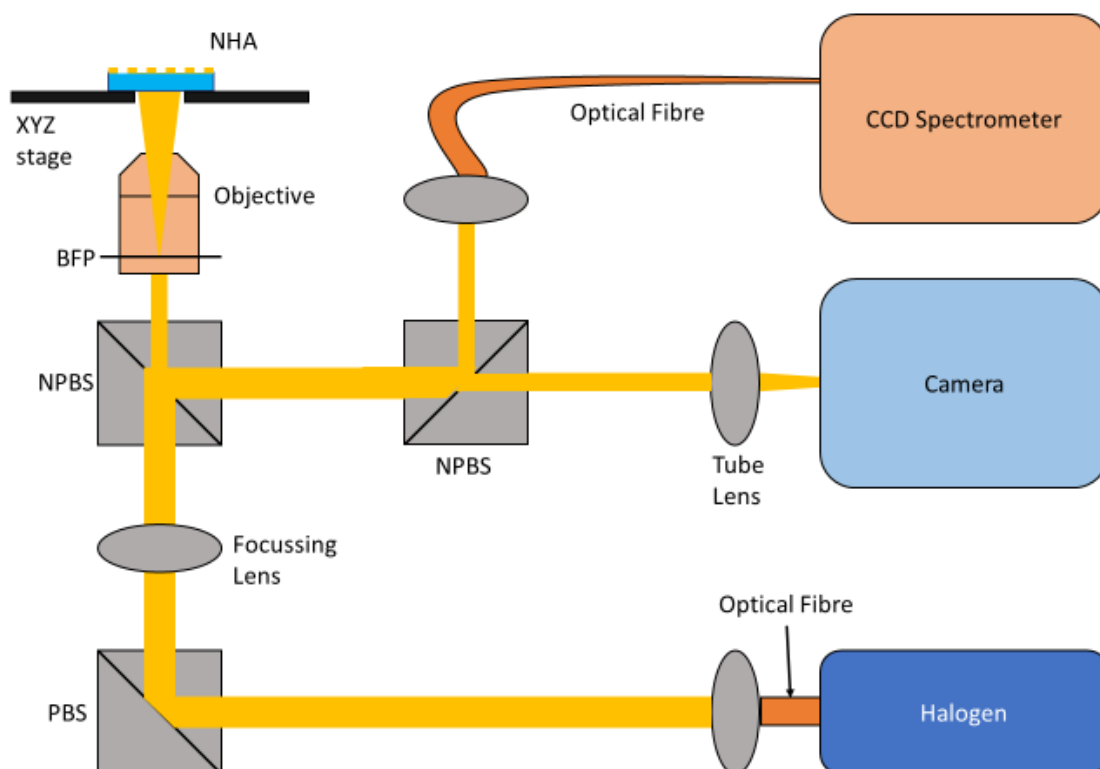 NHA
XYZ
stage
Optical Fibre
CCD Spectrometer
Objective
BFP
NPBS
NPBS
Camera
Tube
Lens
Focussing
Lens
Optical Fibre
PBS
Halogen